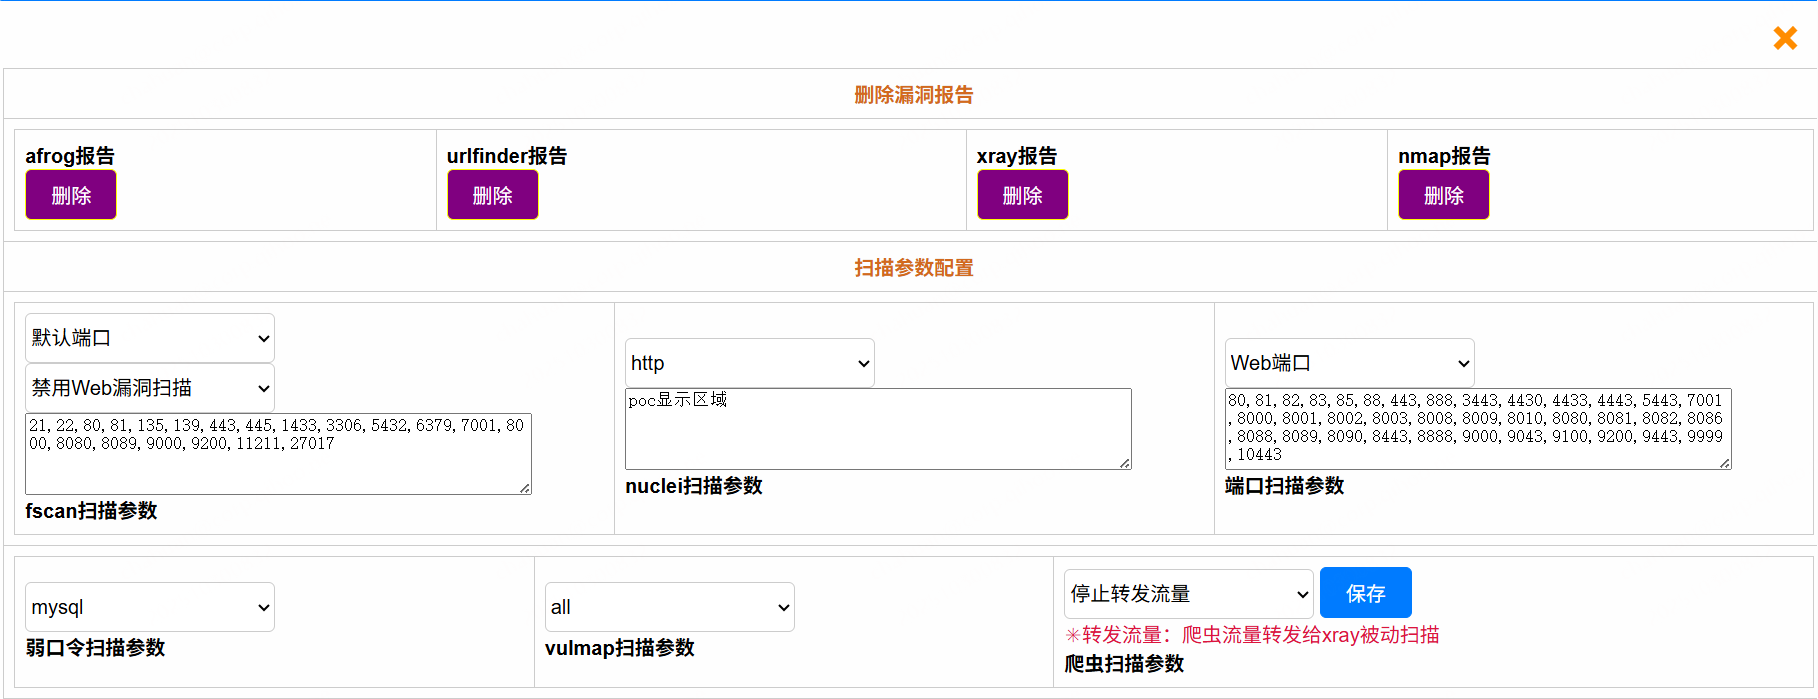 删除漏洞报告
afrog报告
urlfinder报告
xray报告
nmap报告
删除
删除
删除
删除
扫描参数配置
默认端口
禁用Web漏洞扫描
21,22,80,81,135,139,443,445,1433,3306,5432,6379,7001,80
00,8080,8089,9000,9200,11211,27017
fscan扫描参数
http
poc显示区域
nuclei扫描参数
Web端口
80,81,82,83,85,88,443,888,3443,4430,4433,4443,5443,7001
,8000,8001,8002,8003,8008,8009,8010,8080,8081,8082,8086
,8088,8089,8090,8443,8888,9000,9043,9100,9200,9443,9999
,10443
端口扫描参数
mysql
弱口令扫描参数
all
vulmap扫描参数
停止转发流量
保存
✳转发流量：爬虫流量转发给xray被动扫描
爬虫扫描参数